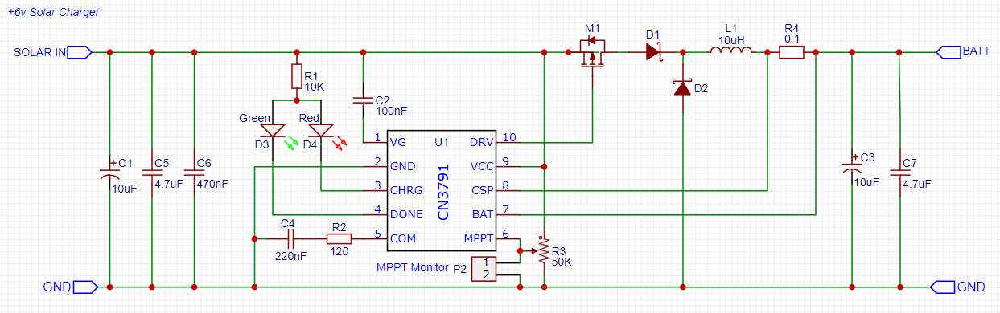 +6v Solar Charger
SOLAR IN
M1
D1
L1
10uH
R4
0.1
BATT
R1
10K
D2
C2
100nF
Green
Red
D3
D4
1
VG
U1
DRV
10
2
GND
VCC
9
3
CHRG
CSP
8
4
DONE
BAT
7
5
COM
MPPT
6
CN3791
+
C1
10uF
C5
4.7uF
C6
470nF
+
C3
10uF
C7
4.7uF
C4
220nF
R2
120
R3
50K
MPPT Monitor
P2
1
2
GND
GND